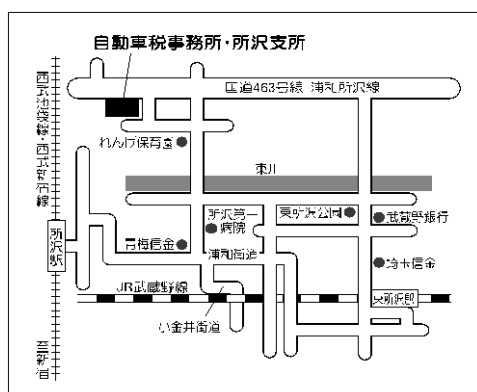 自動車税事務所・所沢支所
国道463号線 浦和所沢線
西武池袋線・西武新宿線
れんげ保育園
東川
所沢第一
病院
東所沢公園
武蔵野銀行
所沢駅
青梅信金
浦和街道
埼玉信金
JR武蔵野線
東所沢駅
小金井街道
至新宿